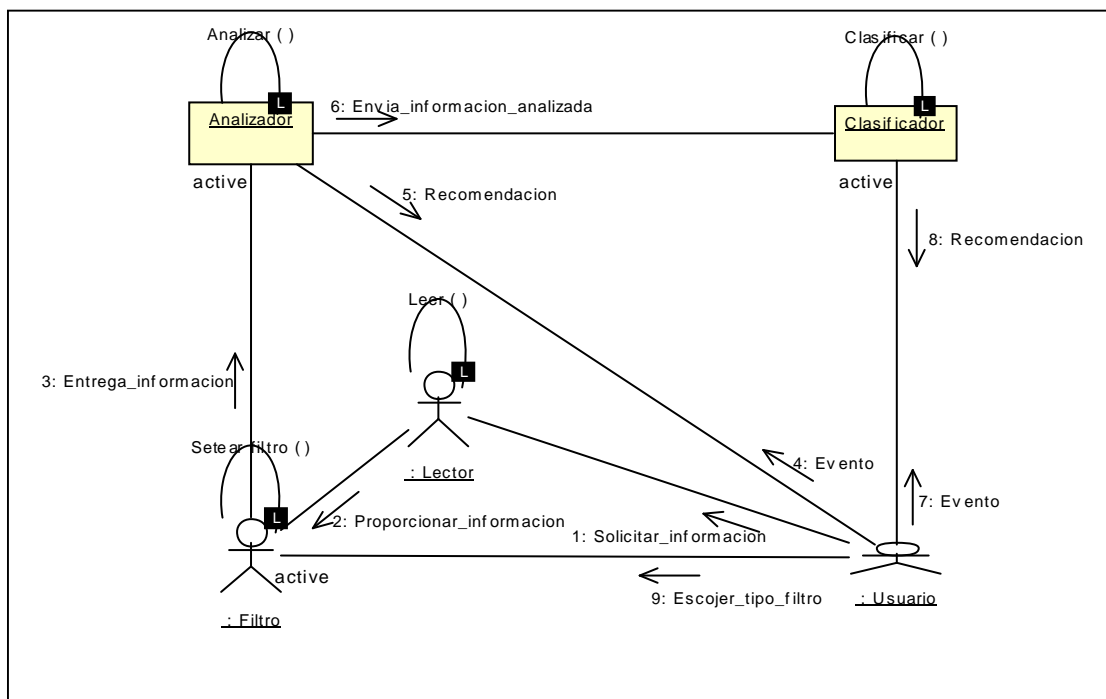 Analizar ( )
Clasificar ( )
L
L
6: Envia_informacion_analizada
Analizador
Clasificador
active
active
5: Recomendacion
8: Recomendacion
Leer ( )
L
3: Entrega_informacion
Setear filtro ( )
4: Evento
: Lector
7: Evento
L
2: Proporcionar_informacion
1: Solicitar_informacion
active
9: Escojer_tipo_filtro
: Usuario
: Filtro